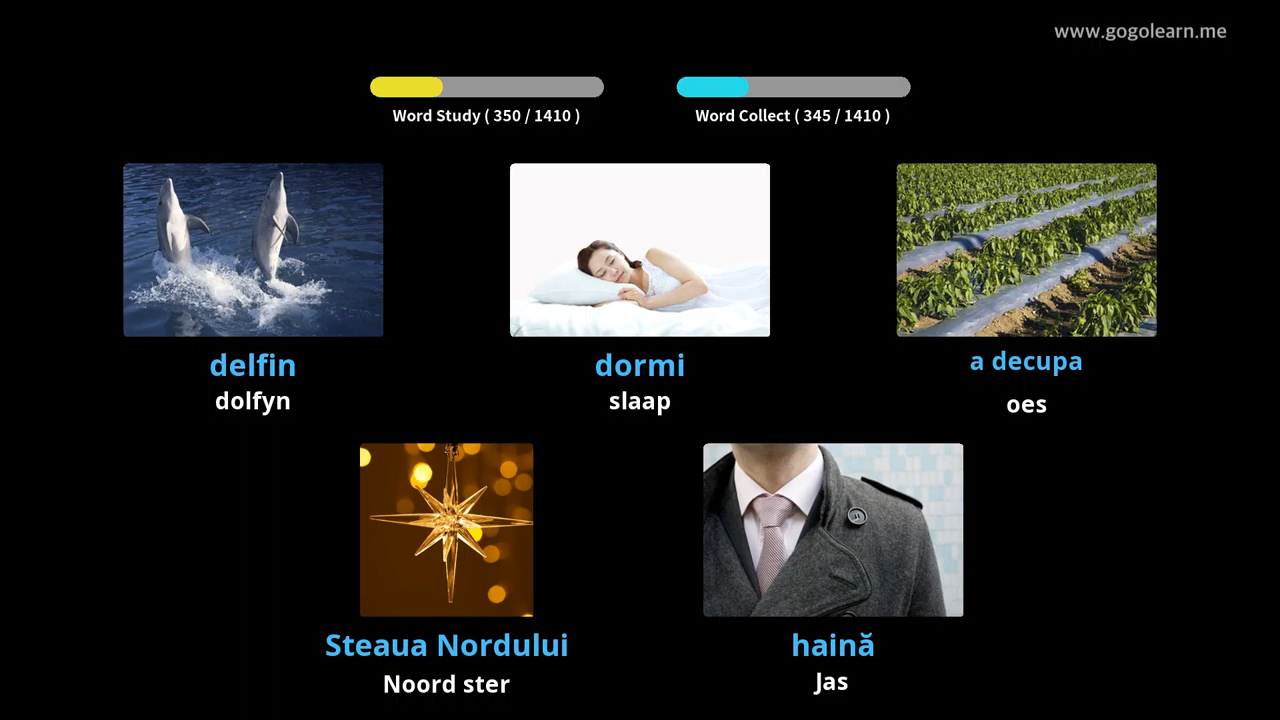 www.gogolearn.me
Word Study ( 350 / 1410 )
Word Collect ( 345 / 1410 )
delfin
dolfyn
dormi
slaap
a decupa
oes
Steaua Nordului
Noord ster
haină
Jas